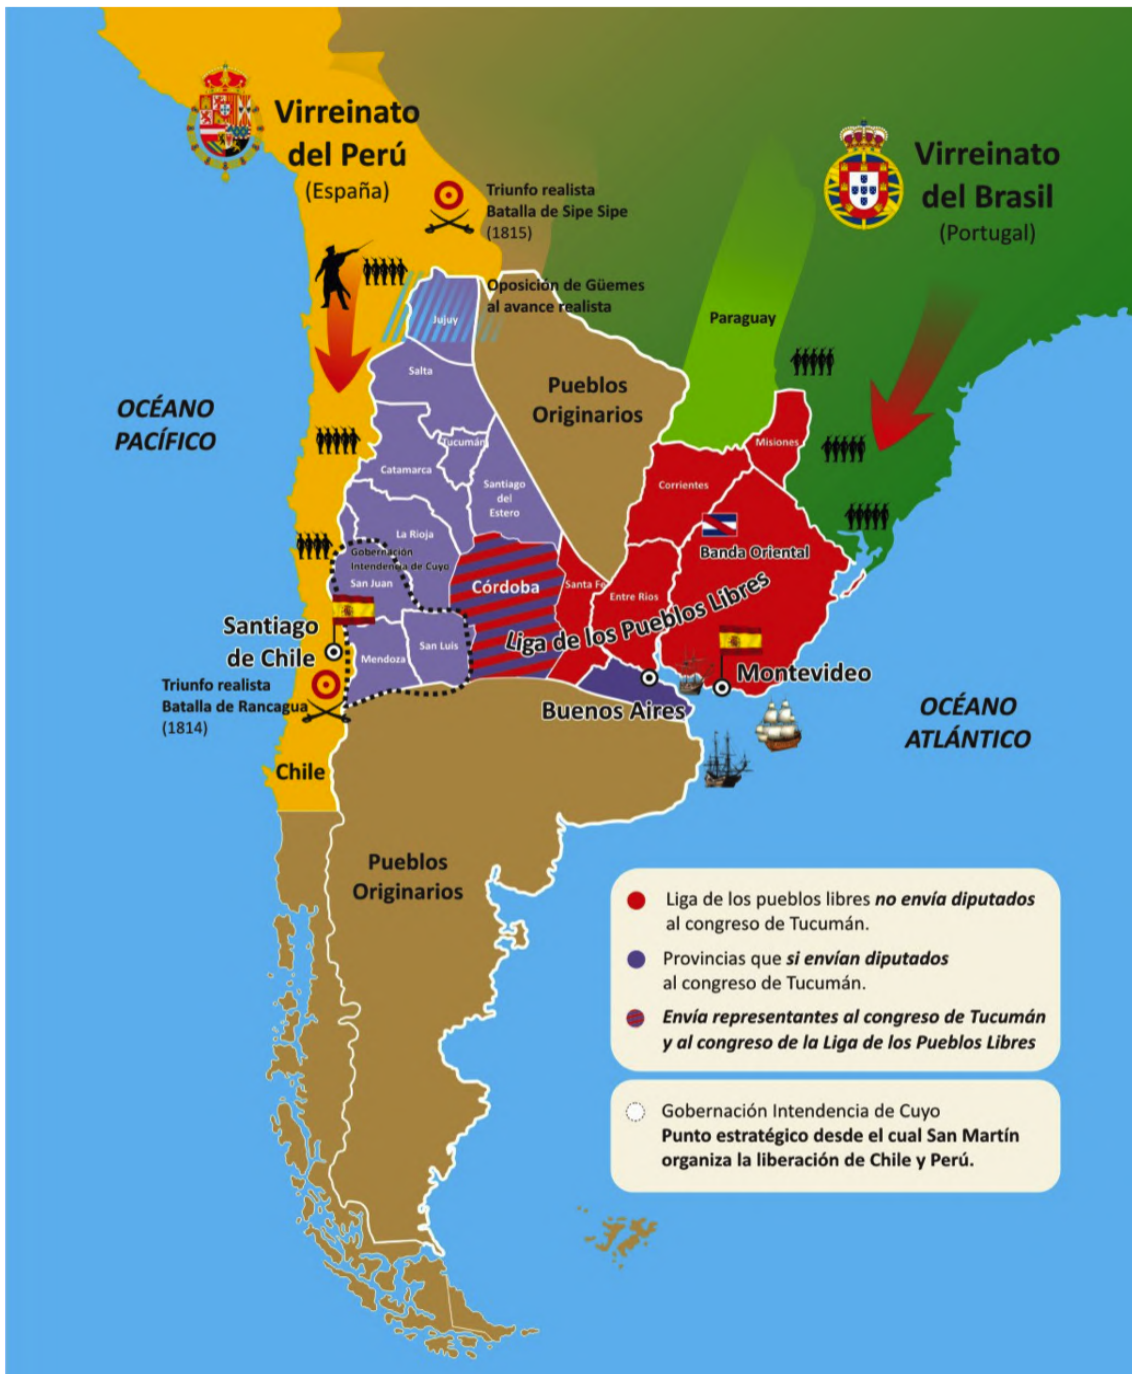 Virreinato
del Perú
(España)
Virreinato
del Brasil
(Portugal)
Triunfo realista
Batalla de Sipe Sipe
(1815)
Oposición de Güemes
al avance realista
Jujuy
Paraguay
Salta
Pueblos
Originarios
OCÉANO
PACÍFICO
Tucumán
Misiones
Catamarca
Corrientes
Santiago
del
Estero
La Rioja
Banda Oriental
Gobernación
Intendencia de Cuyo
San Juan
Córdoba
Santa Fe
Entre Rios
Liga de los Pueblos Libres
Santiago
de Chile
San Luis
Mendoza
Montevideo
Triunfo realista
Batalla de Rancagua
(1814)
Buenos Aires
OCÉANO
ATLÁNTICO
Chile
Pueblos
Originarios
Liga de los pueblos libres no envía diputados
al congreso de Tucumán.
Provincias que si envían diputados
al congreso de Tucumán.
Envía representantes al congreso de Tucumán
y al congreso de la Liga de los Pueblos Libres
Gobernación Intendencia de Cuyo
Punto estratégico desde el cual San Martín
organiza la liberación de Chile y Perú.